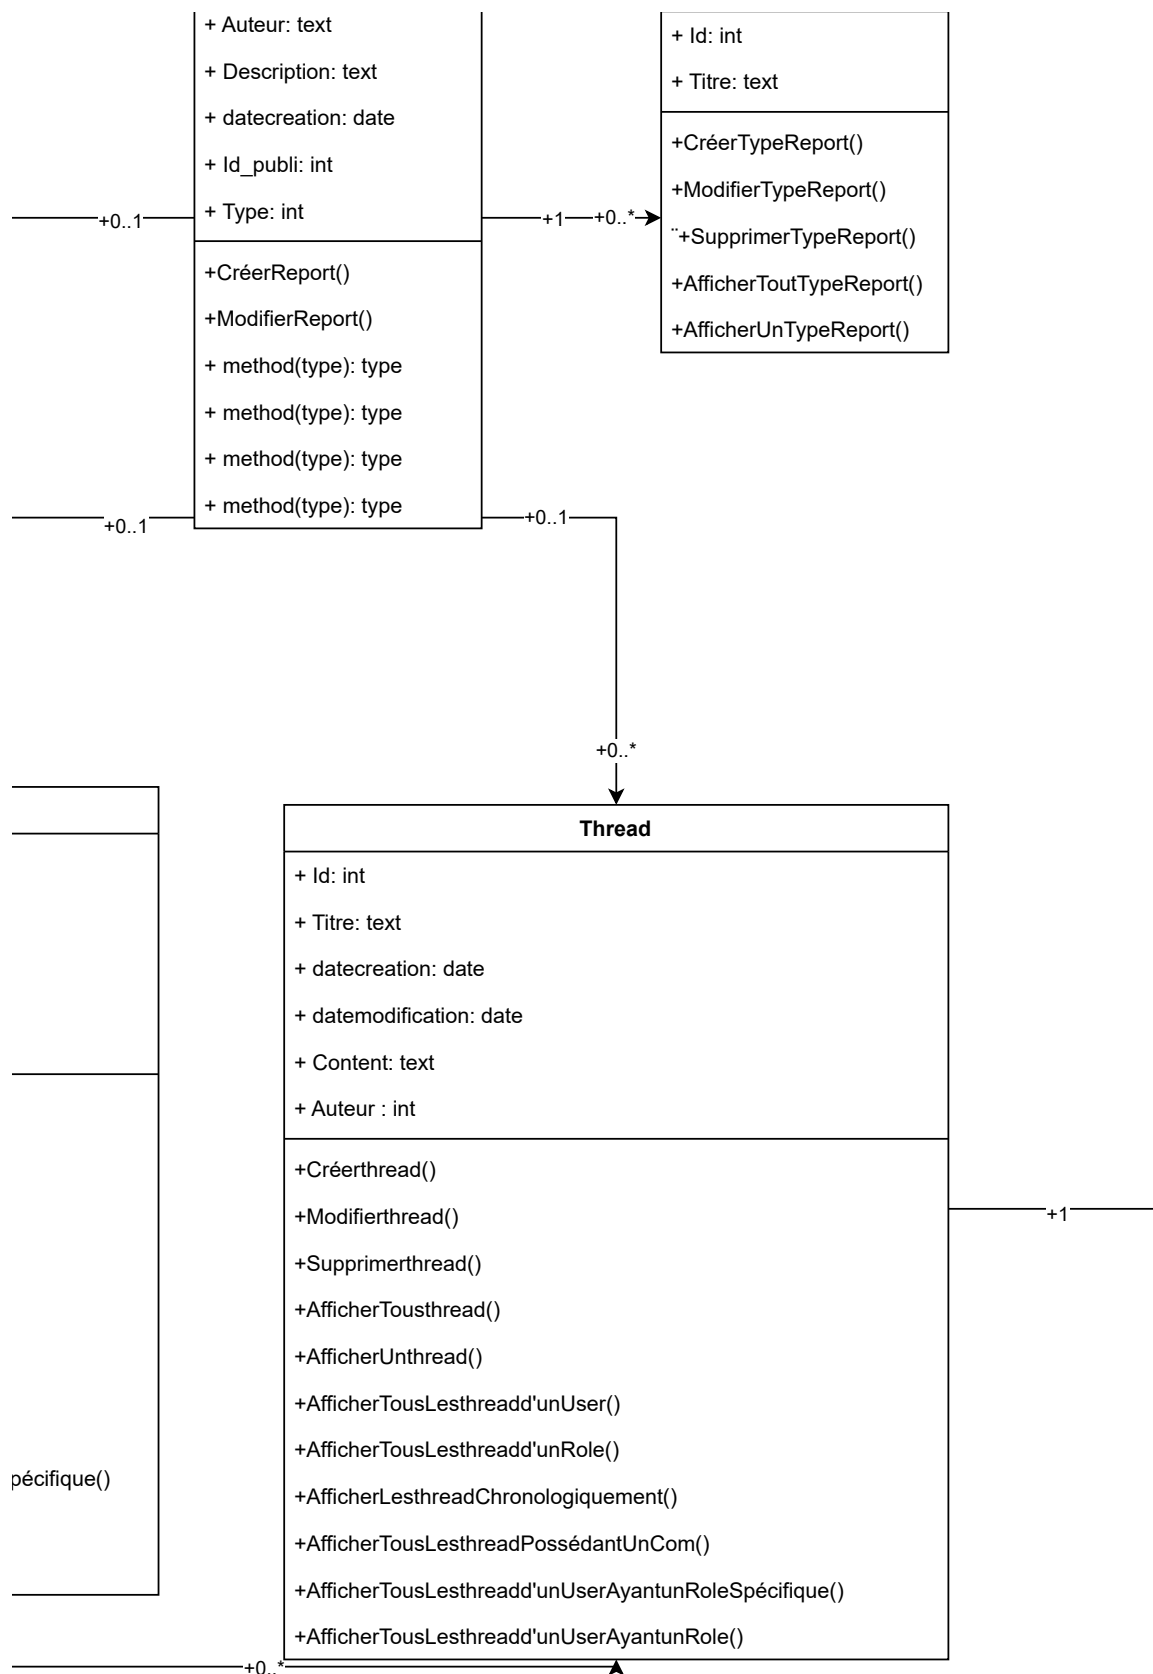 + Auteur: text
+ Description: text
+ datecreation: date
+ Id_publi: int
+ Type: int
+CréerReport()
+ModifierReport()
+ method(type): type
+ method(type): type
+ method(type): type
+ method(type): type
+ Id: int
+ Titre: text
+CréerTypeReport()
+ModifierTypeReport()
¨+SupprimerTypeReport()
+AfficherToutTypeReport()
+AfficherUnTypeReport()
+0..1
+1
+0..*
+0..1
+0..1
+0..*
Thread
+ Id: int
+ Titre: text
+ datecreation: date
+ datemodification: date
+ Content: text
+ Auteur : int
+Créerthread()
+Modifierthread()
+Supprimerthread()
+AfficherTousthread()
+AfficherUnthread()
+AfficherTousLesthreadd'unUser()
+AfficherTousLesthreadd'unRole()
+AfficherLesthreadChronologiquement()
+AfficherTousLesthreadPossédantUnCom()
+AfficherTousLesthreadd'unUserAyantunRoleSpécifique()
+AfficherTousLesthreadd'unUserAyantunRole()
+1
pécifique()
+0..*